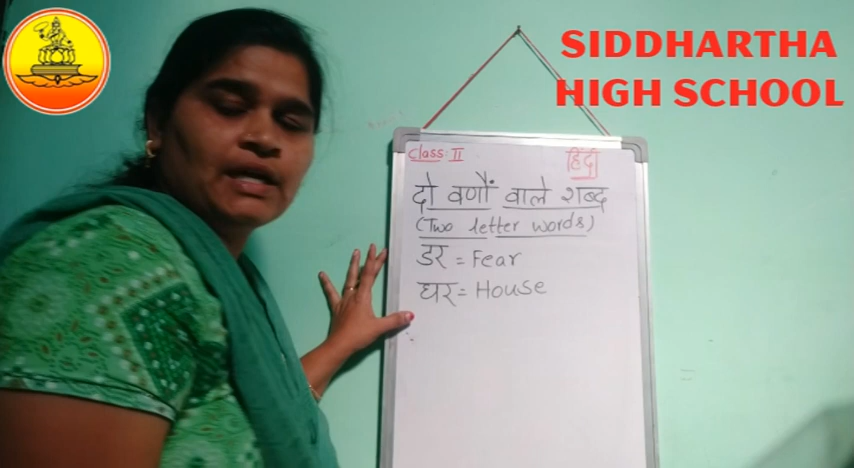 SIDDHARTHA
HIGH SCHOOL
Class II
हिंदी
दो वर्णों वाले शब्द
(Two letter words)
डर = Fear
घर = House